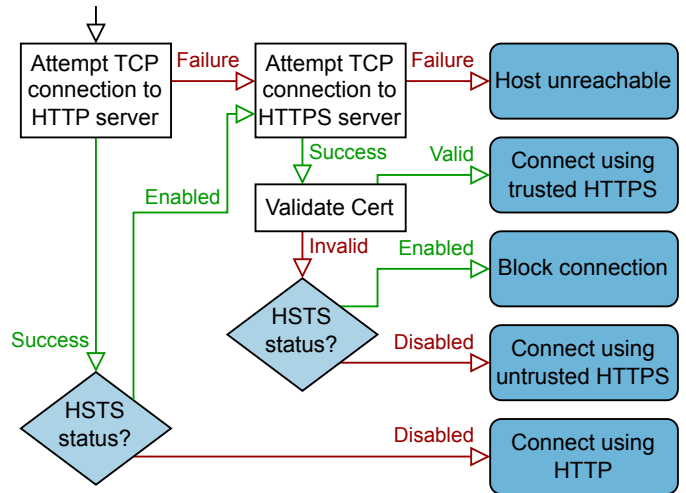 Attempt TCP
connection to
HTTP server
Failure
Attempt TCP
connection to
HTTPS server
Failure
Host unreachable
Success
Valid
Connect using
trusted HTTPS
Enabled
Validate Cert
Invalid
Enabled
Block connection
HSTS
status?
Success
Disabled
Connect using
untrusted HTTPS
HSTS
status?
Disabled
Connect using
HTTP